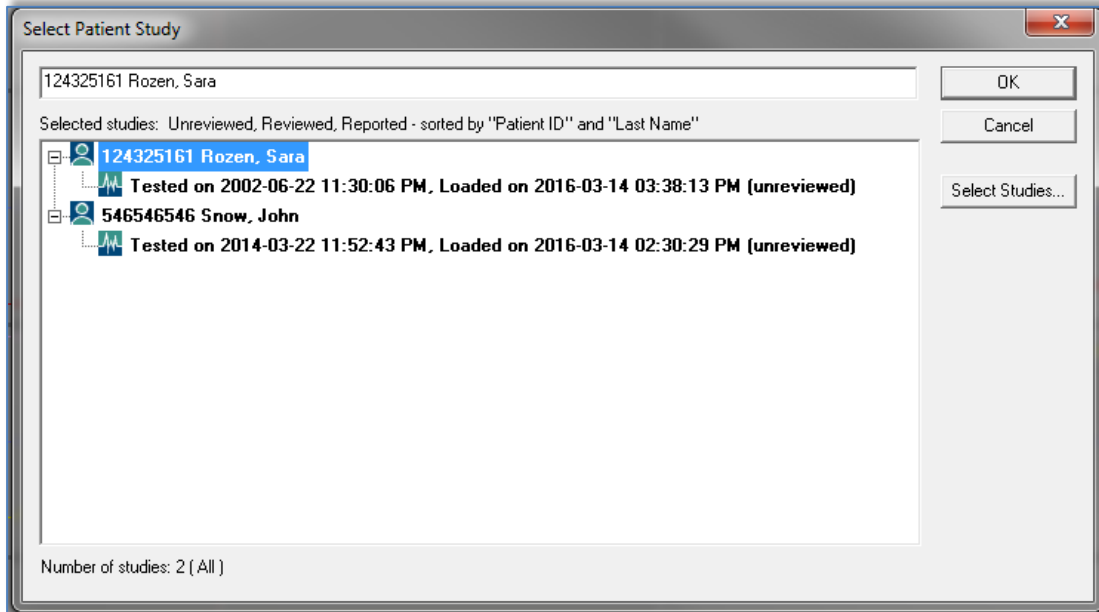 Select Patient Study
124325161 Rozen, Sara
OK
Selected studies:  Unreviewed, Reviewed, Reported - sorted by "Patient ID" and "Last Name"
Cancel
124325161 Rozen, Sara
Tested on 2002-06-22 11:30:06 PM, Loaded on 2016-03-14 03:38:13 PM (unreviewed)
Select Studies...
546546546 Snow, John
Tested on 2014-03-22 11:52:43 PM, Loaded on 2016-03-14 02:30:29 PM (unreviewed)
Number of studies: 2 ( All )